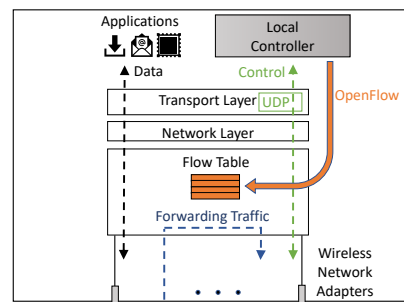 Applications
Local
Controller
Data
Control
OpenFlow
Transport Layer
UDP
Network Layer
Flow Table
Forwarding Traffic
Wireless
Network
Adapters
• • •